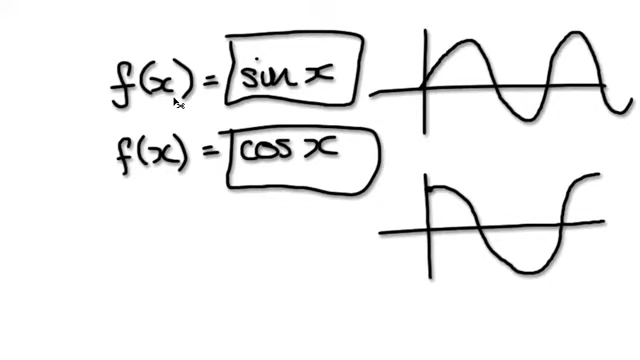 f(x) = sin x
f(x) = cos x